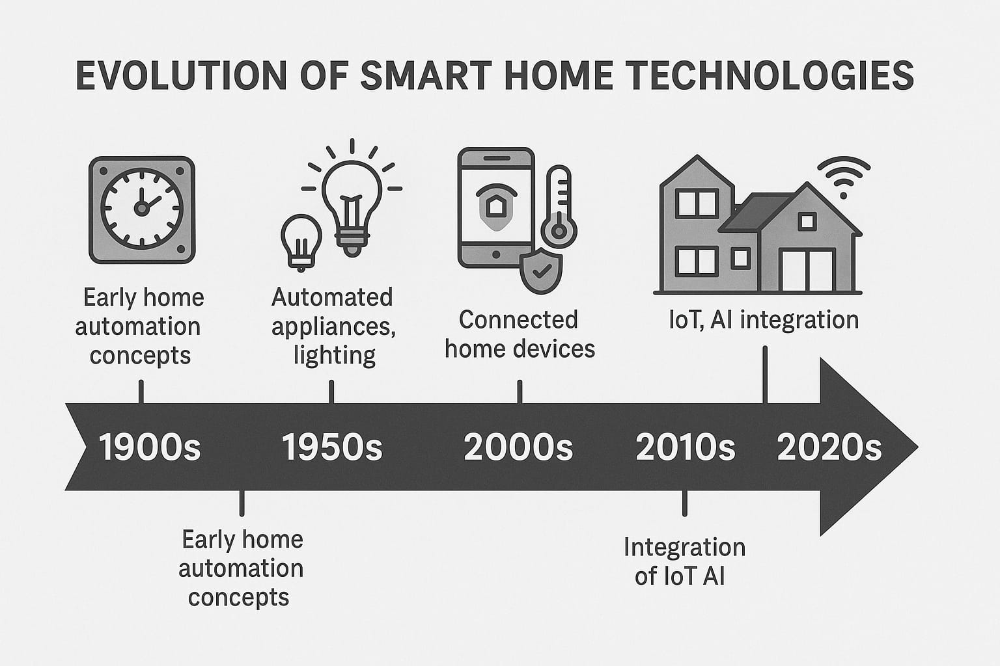 EVOLUTION OF SMART HOME TECHNOLOGIES
Early home
automation
concepts
Automated
appliances,
lighting
Connected
home devices
IoT, AI integration
1900s
1950s
2000s
2010s
2020s
Early home
automation
concepts
Integration
of IoT AI